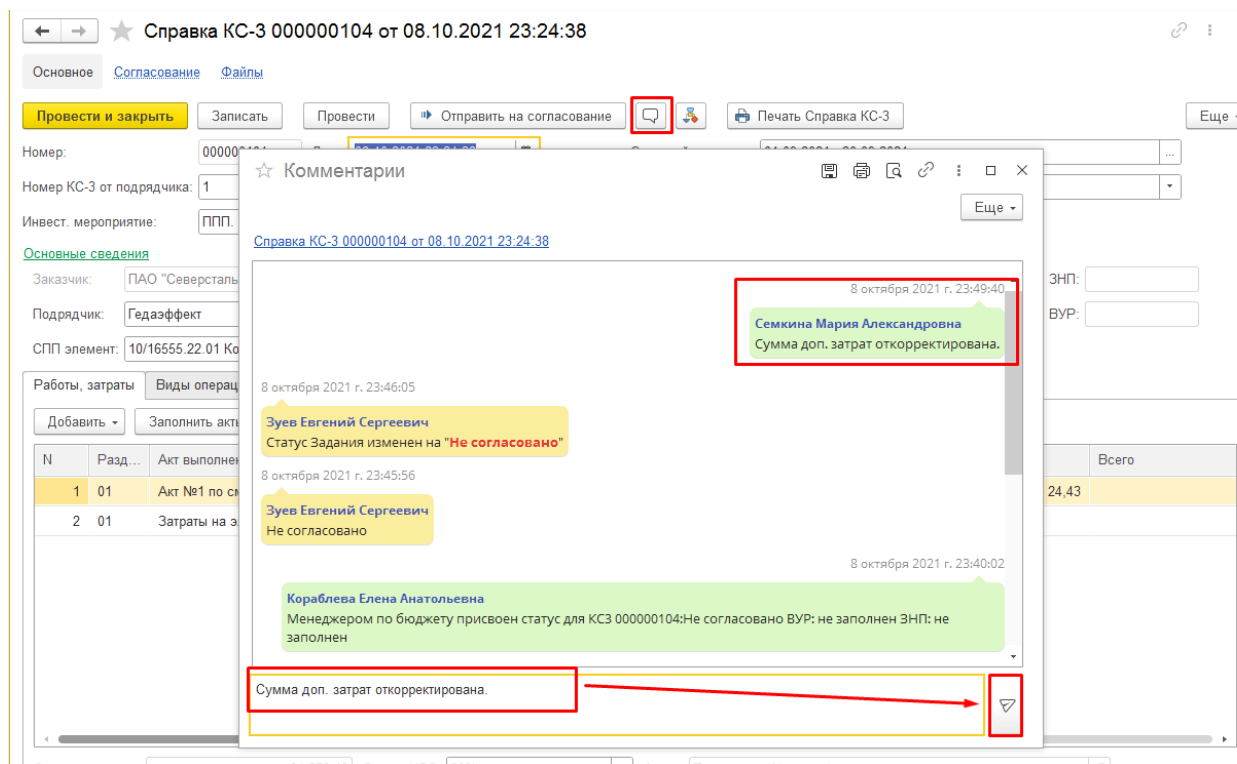 Справка КС-3 000000104 от 08.10.2021 23:24:38
Основное Согласование Файлы
Провести и закрыть Записать Провести Отправить на согласование Печать Справка КС-3 Еще
Номер:
Номер КС-3 от подрядчика: 1
Инвест. мероприятие: ППП.
Основные сведения
Заказчик: ПАО "Северсталь
Подрядчик: Гедаэффект
СПП элемент: 10/16555.22.01 Ко
ЗНП:
ВУР:
Работы, затраты Виды операц
Добавить Заполнить акты
N Разд... Акт выполнен Всего
1 01 Акт №1 по см 24,43
2 01 Затраты на э
Комментарии
Еще
Справка КС-3 000000104 от 08.10.2021 23:24:38
8 октября 2021 г. 23:49:40
Семкина Мария Александровна
Сумма доп. затрат откорректирована.
8 октября 2021 г. 23:46:05
Зуев Евгений Сергеевич
Статус Задания изменен на "Не согласовано"
8 октября 2021 г. 23:45:56
Зуев Евгений Сергеевич
Не согласовано
8 октября 2021 г. 23:40:02
Кораблева Елена Анатольевна
Менеджером по бюджету присвоен статус для КС3 000000104:Не согласовано ВУР: не заполнен ЗНП: не
заполнен
Сумма доп. затрат откорректирована.